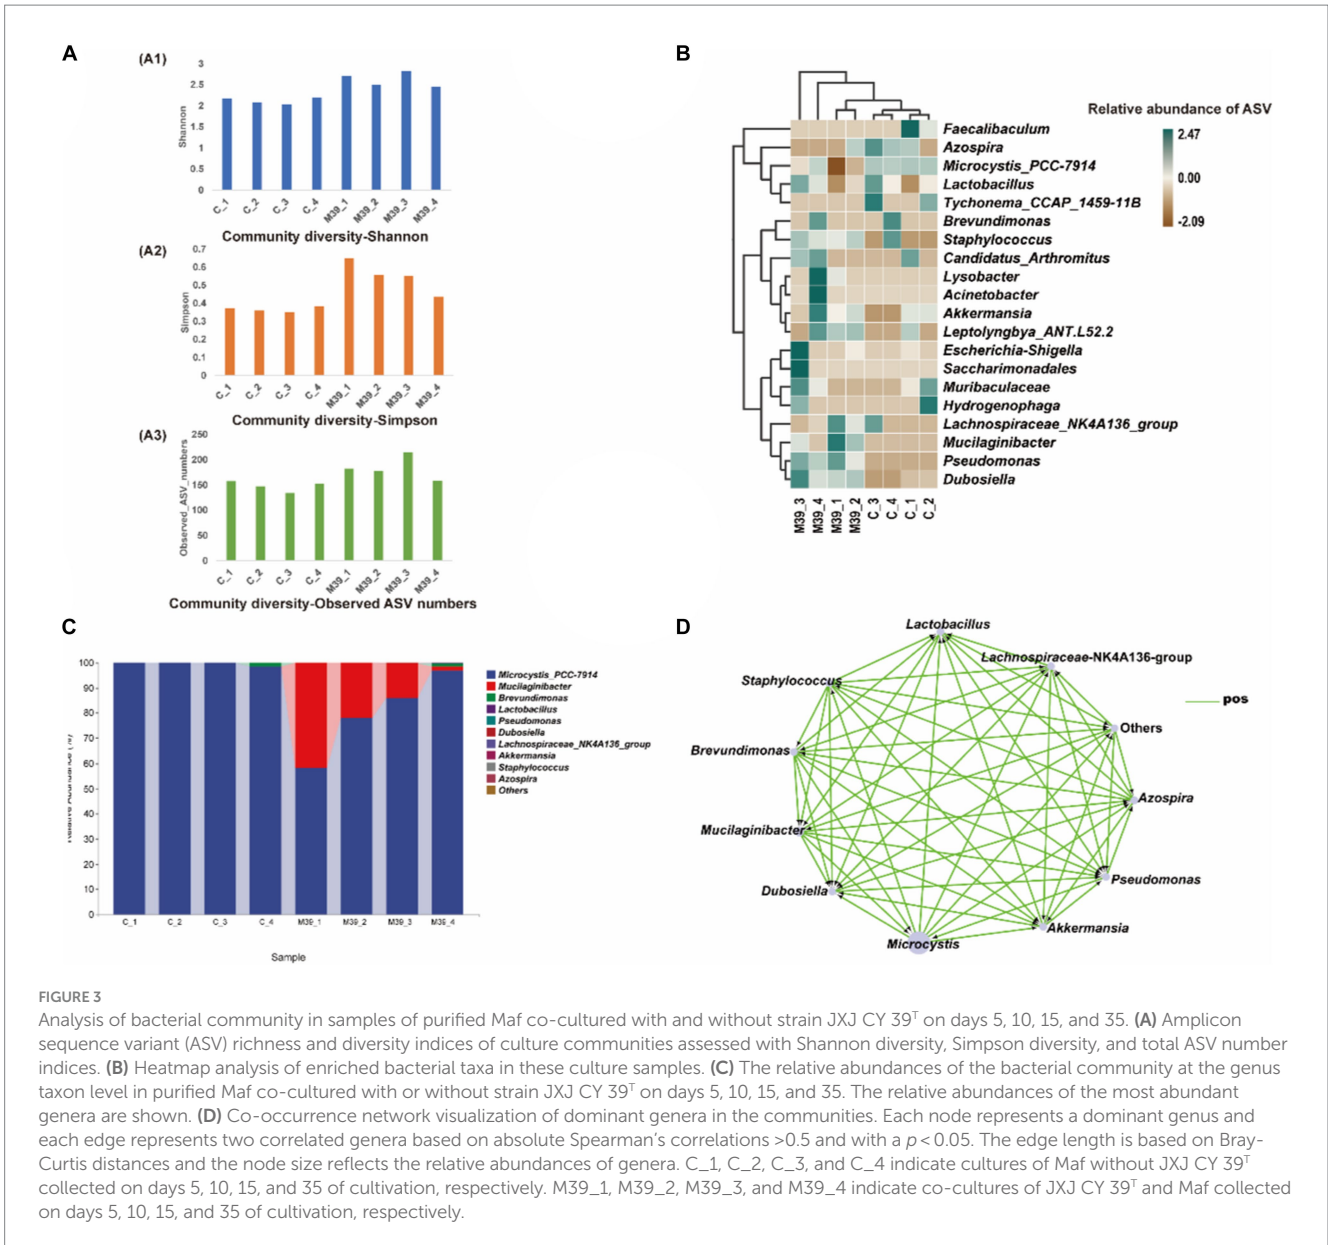 A
(A1)
3
2.5
2
1.5
1
0.5
0
Shannon
C_1
C_2
C_3
C_4
M39_1
M39_2
M39_3
M39_4
Community diversity-Shannon
(A2)
0.7
0.6
0.5
0.4
0.3
0.2
0.1
0
Simpson
C_1
C_2
C_3
C_4
M39_1
M39_2
M39_3
M39_4
Community diversity-Simpson
(A3)
250
200
150
100
50
0
Observed_ASV_numbers
C_1
C_2
C_3
C_4
M39_1
M39_2
M39_3
M39_4
Community diversity-Observed ASV numbers
B
Relative abundance of ASV
2.47
0.00
-2.09
Faecalibaculum
Azospira
Microcystis_PCC-7914
Lactobacillus
Tychonema_CCAP_1459-11B
Brevundimonas
Staphylococcus
Candidatus_Arthromitus
Lysobacter
Acinetobacter
Akkermansia
Leptolyngbya_ANT.L52.2
Escherichia-Shigella
Saccharimonadales
Muribaculaceae
Hydrogenophaga
Lachnospiraceae_NK4A136_group
Mucilaginibacter
Pseudomonas
Dubosiella
M39_3
M39_4
M39_1
M39_2
C_3
C_4
C_1
C_2
C
100
90
80
70
60
50
40
30
20
10
0
C_1
C_2
C_3
C_4
M39_1
M39_2
M39_3
M39_4
Sample
Microcystis_PCC-7914
Mucilaginibacter
Brevundimonas
Lactobacillus
Pseudomonas
Dubosiella
Lachnospiraceae_NK4A136_group
Akkermansia
Staphylococcus
Azospira
Others
D
Lactobacillus
Lachnospiraceae-NK4A136-group
Staphylococcus
pos
Others
Brevundimonas
Azospira
Mucilaginibacter
Pseudomonas
Dubosiella
Akkermansia
Microcystis
FIGURE 3
Analysis of bacterial community in samples of purified Maf co-cultured with and without strain JXJ CY 39ᵀ on days 5, 10, 15, and 35. (A) Amplicon
sequence variant (ASV) richness and diversity indices of culture communities assessed with Shannon diversity, Simpson diversity, and total ASV number
indices. (B) Heatmap analysis of enriched bacterial taxa in these culture samples. (C) The relative abundances of the bacterial community at the genus
taxon level in purified Maf co-cultured with or without strain JXJ CY 39ᵀ on days 5, 10, 15, and 35. The relative abundances of the most abundant
genera are shown. (D) Co-occurrence network visualization of dominant genera in the communities. Each node represents a dominant genus and
each edge represents two correlated genera based on absolute Spearman's correlations >0.5 and with a p < 0.05. The edge length is based on Bray-
Curtis distances and the node size reflects the relative abundances of genera. C_1, C_2, C_3, and C_4 indicate cultures of Maf without JXJ CY 39ᵀ
collected on days 5, 10, 15, and 35 of cultivation, respectively. M39_1, M39_2, M39_3, and M39_4 indicate co-cultures of JXJ CY 39ᵀ and Maf collected
on days 5, 10, 15, and 35 of cultivation, respectively.